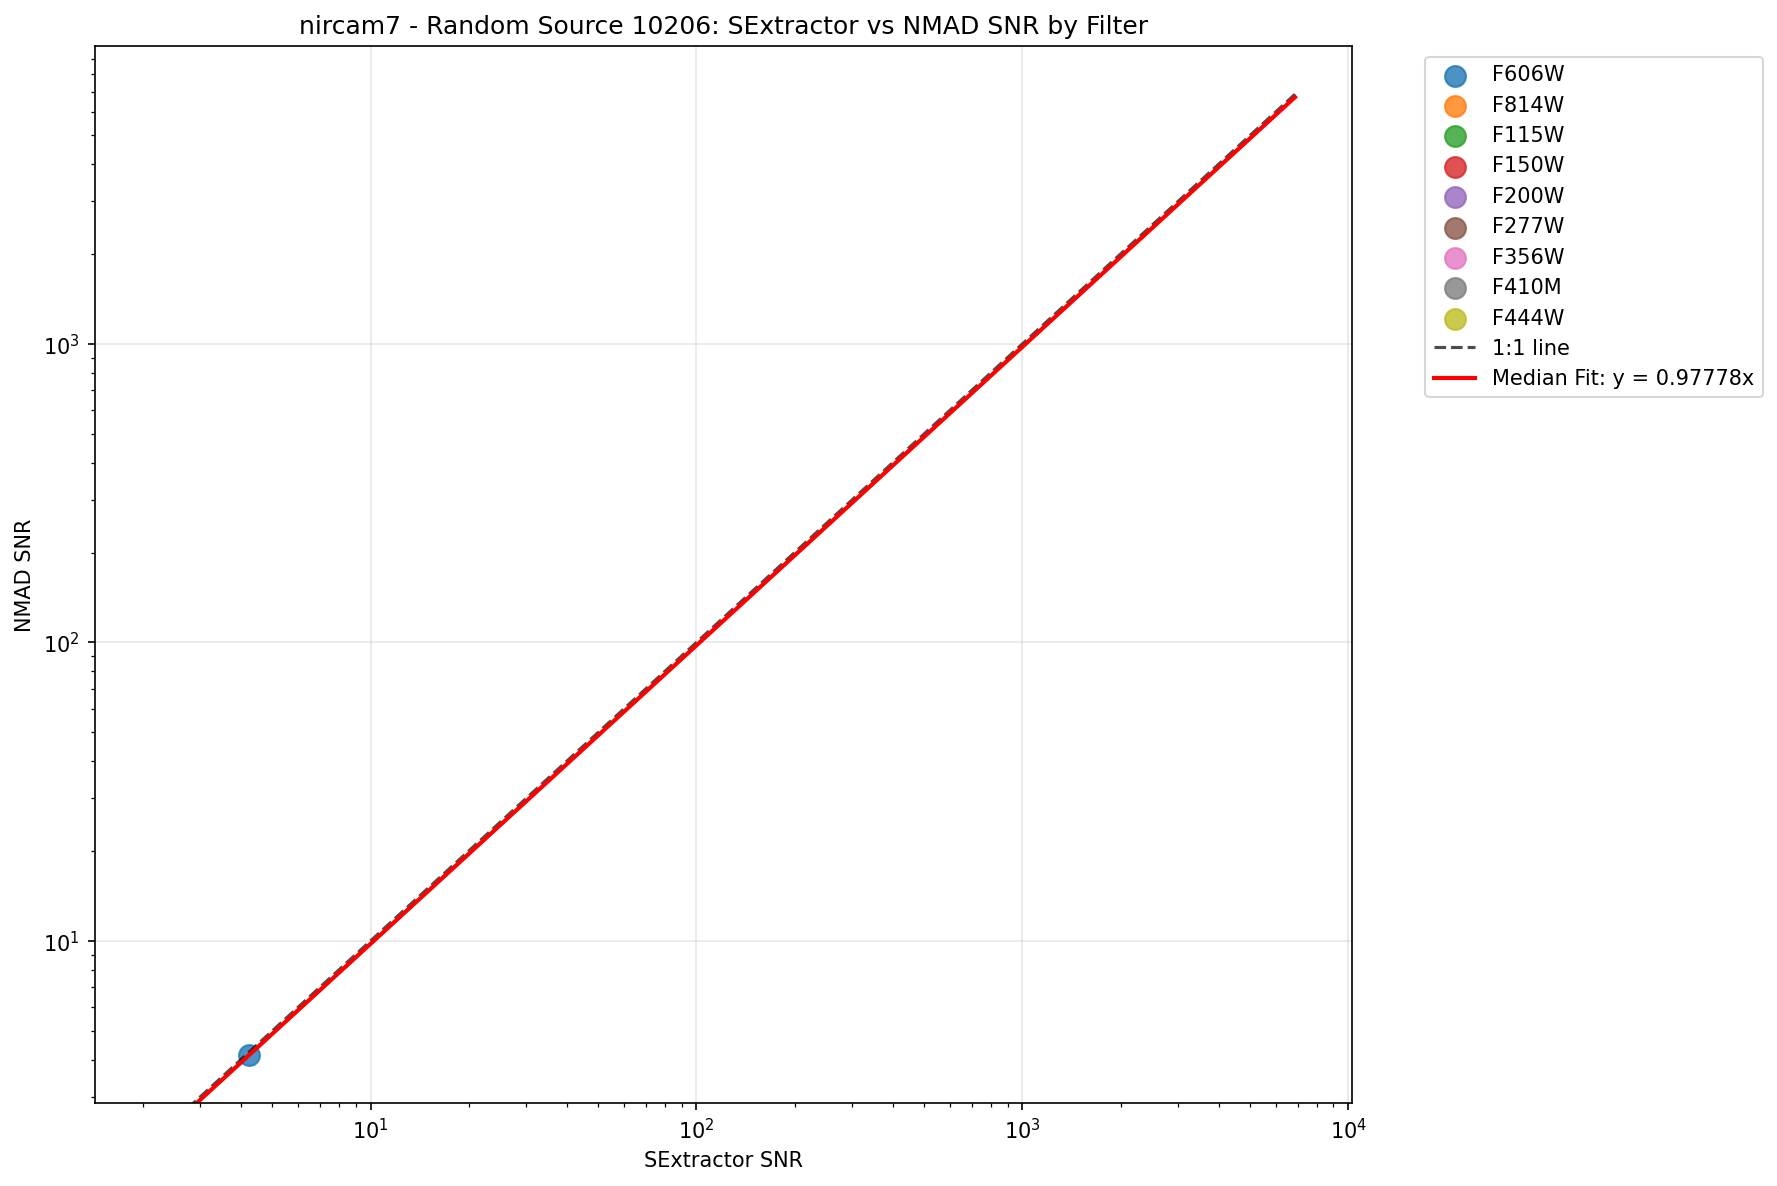 nircam7 - Random Source 10206: SExtractor vs NMAD SNR by Filter
F606W
F814W
F115W
F150W
F200W
F277W
F356W
F410M
F444W
1:1 line
Median Fit: y = 0.97778x
NMAD SNR
10³
10²
10¹
10¹
10²
10³
10⁴
SExtractor SNR